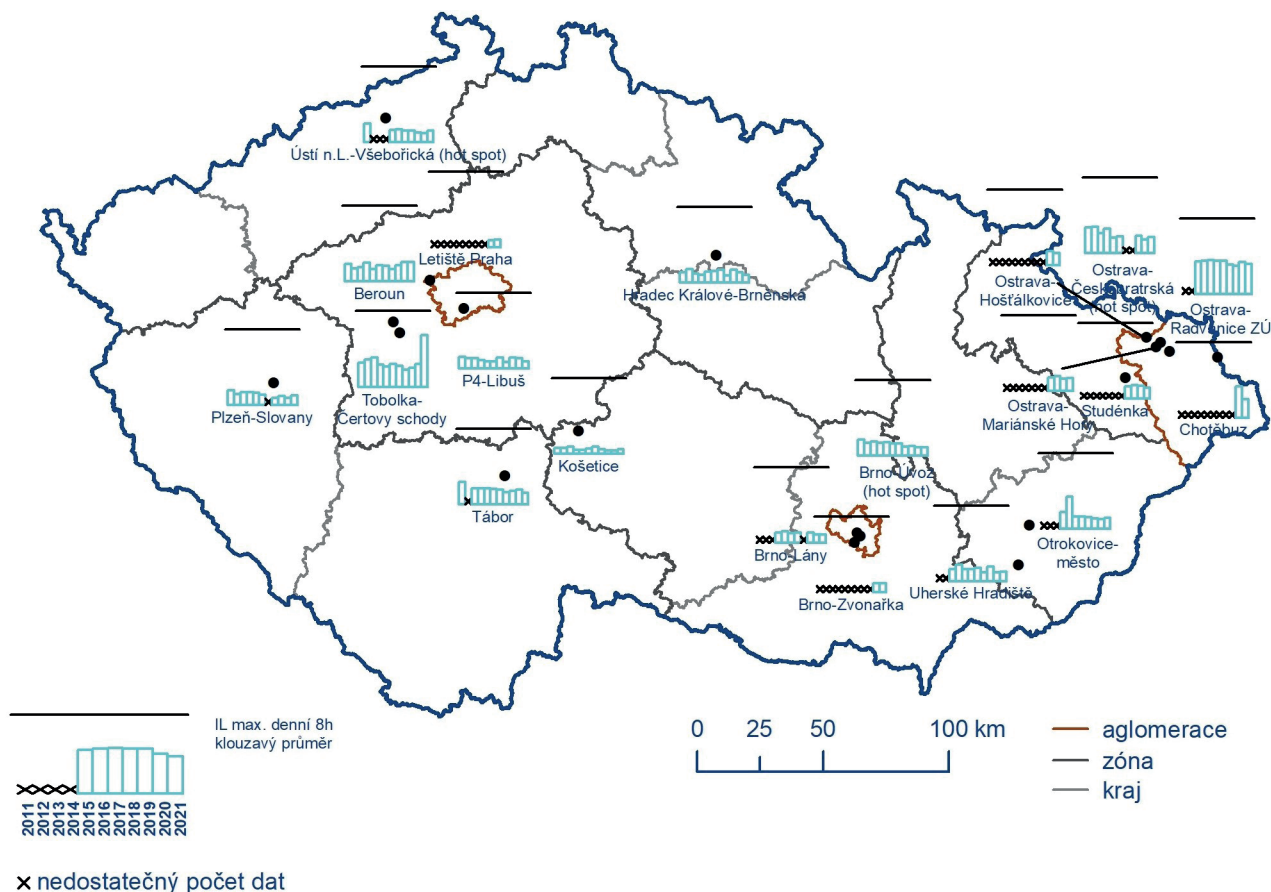 Ústí n.L.-Všebořická (hot spot)
Letiště Praha
Beroun
Hradec Králové-Brněnská
Ostrava-
Hošťálkovice
Ostrava-
Českobratrská
(hot spot)
Ostrava-
Radvanice ZÚ
Plzeň-Slovany
Tobolka-
Čertovy schody
P4-Libuš
Ostrava-
Mariánské Hory
Studénka
Chotěbuz
Košetice
Brno-Úvoz
(hot spot)
Tábor
Brno-Lány
Otrokovice-
město
Brno-Zvonařka
Uherské Hradiště
IL max. denní 8h
klouzavý průměr
2011
2012
2013
2014
2015
2016
2017
2018
2019
2020
2021
nedostatečný počet dat
0 25 50 100 km
aglomerace
zóna
kraj